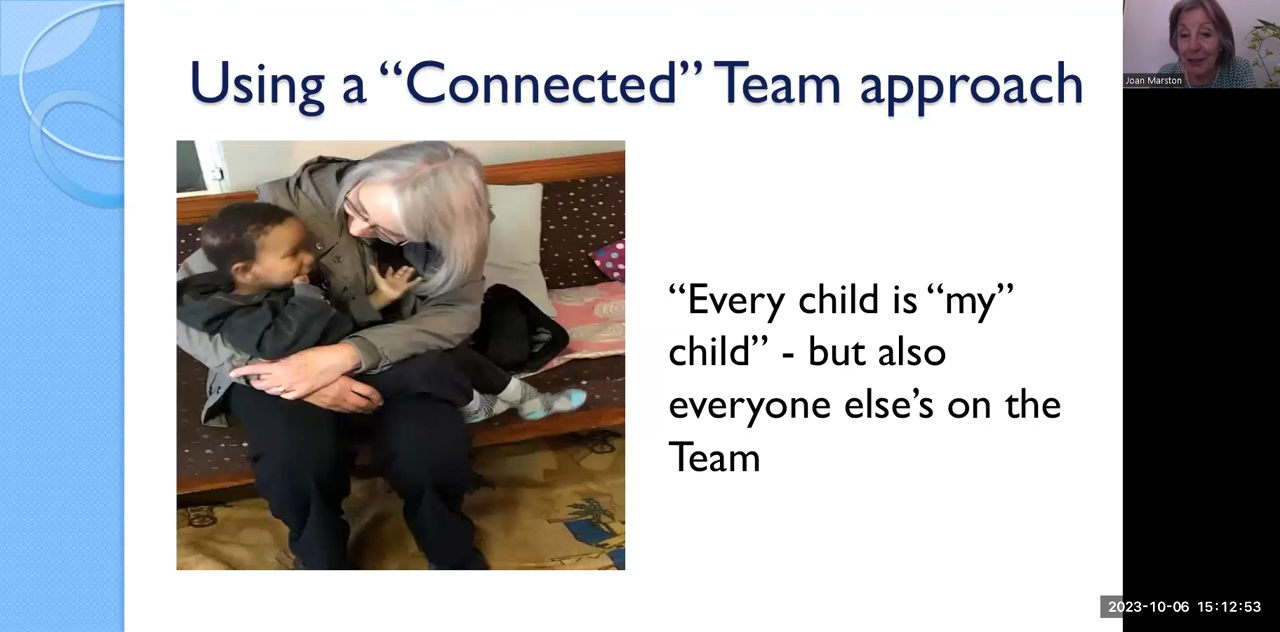 Using a “Connected” Team approach
Joan Marston
“Every child is “my”
child” - but also
everyone else’s on the
Team
2023-10-06 15:12:53